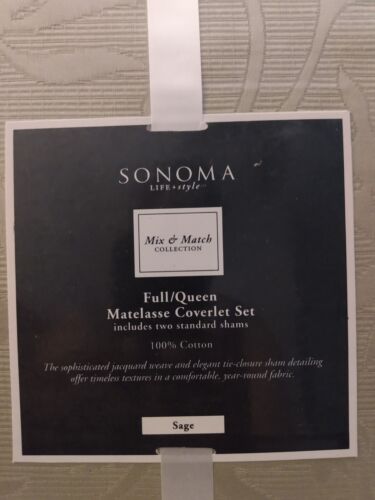 SONOMA
LIFE + style
Mix & Match
COLLECTION
Full/Queen
Matelasse Coverlet Set
includes two standard shams
100% Cotton
The sophisticated jacquard weave and elegant tie-closure sham detailing
offer timeless textures in a comfortable, year-round fabric.
Sage